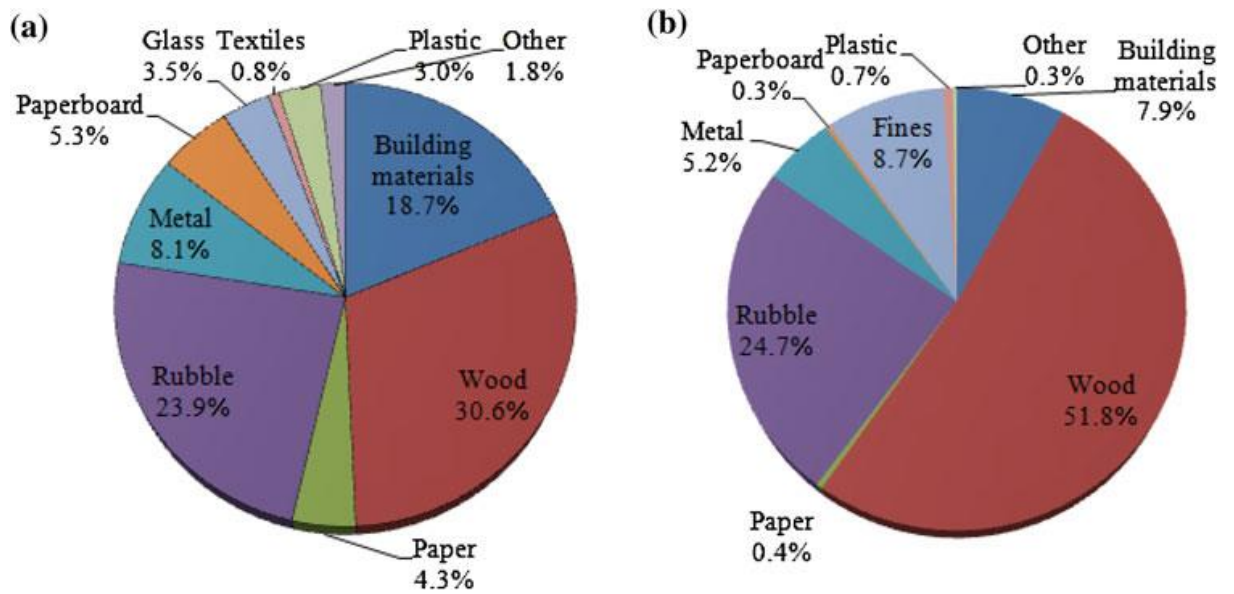 (a)
Glass
3.5%
Textiles
0.8%
Plastic
3.0%
Other
1.8%
Paperboard
5.3%
Building
materials
18.7%
Metal
8.1%
Rubble
23.9%
Wood
30.6%
Paper
4.3%
(b)
Paperboard
0.3%
Plastic
0.7%
Other
0.3%
Building
materials
7.9%
Metal
5.2%
Fines
8.7%
Rubble
24.7%
Wood
51.8%
Paper
0.4%